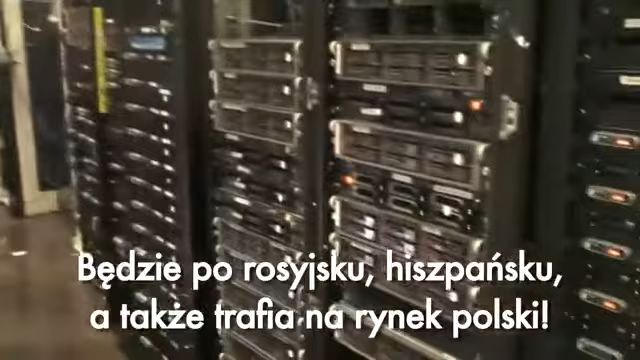 Będzie po rosyjsku, hiszpańsku,
a także trafia na rynek polski!